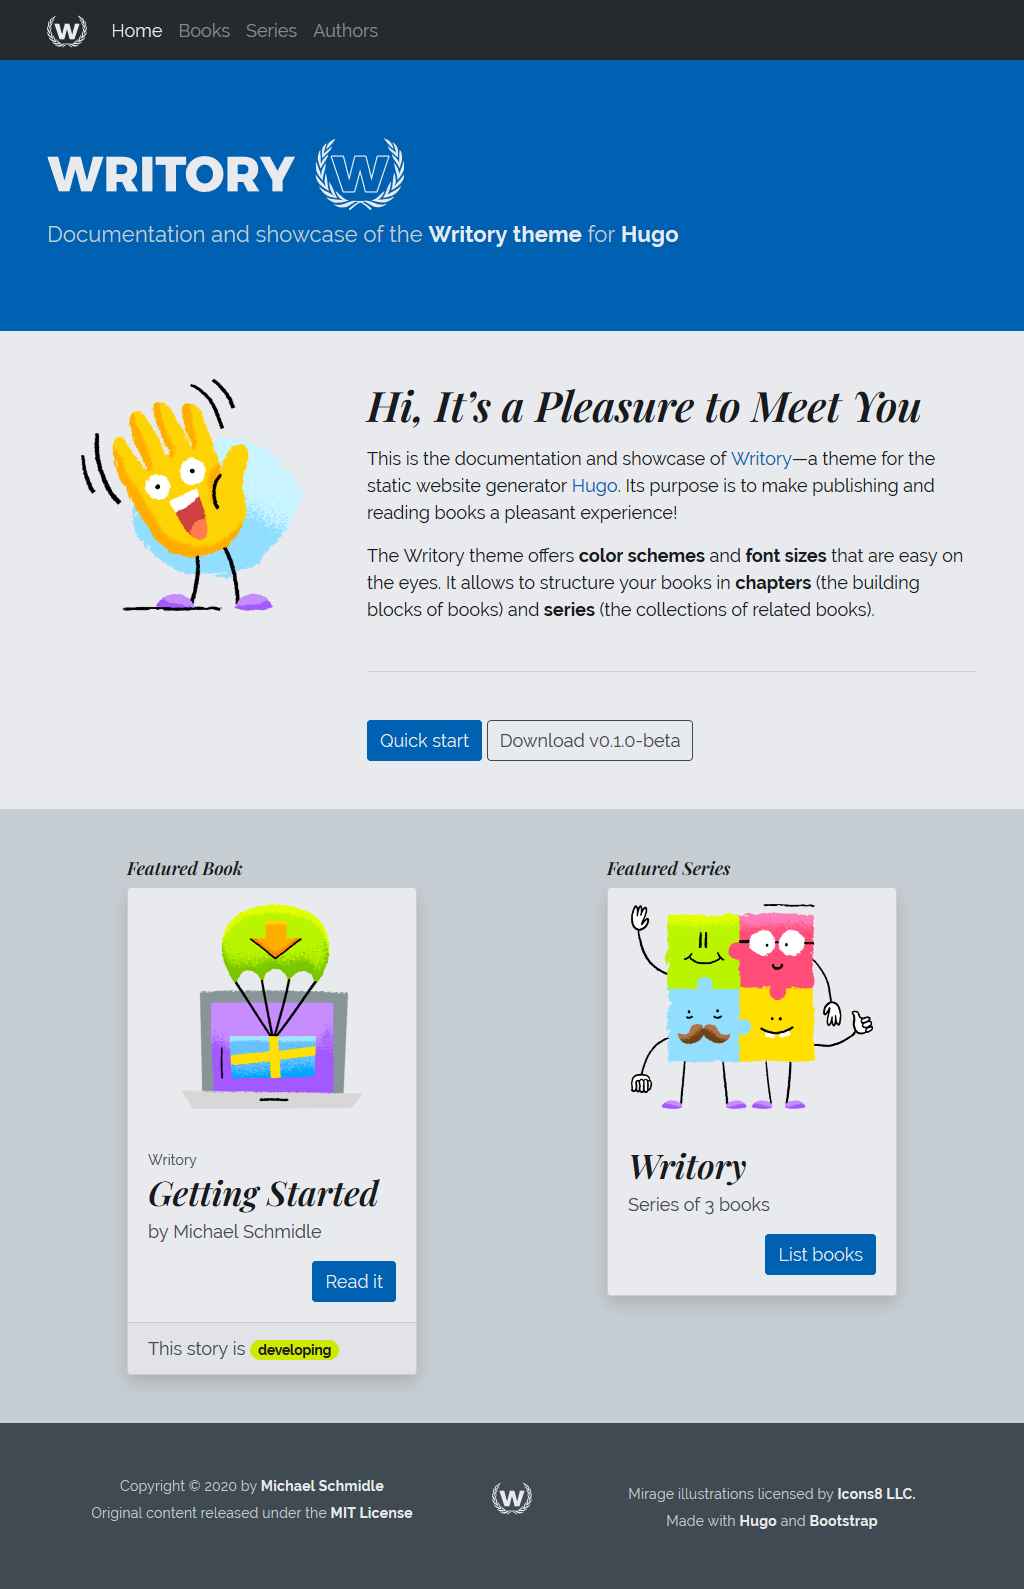 W
Home Books Series Authors
WRITORY W
Documentation and showcase of the Writory theme for Hugo
Hi, It’s a Pleasure to Meet You
This is the documentation and showcase of Writory—a theme for the
static website generator Hugo. Its purpose is to make publishing and
reading books a pleasant experience!
The Writory theme offers color schemes and font sizes that are easy on
the eyes. It allows to structure your books in chapters (the building
blocks of books) and series (the collections of related books).
Quick start
Download v0.1.0-beta
Featured Book
Writory
Getting Started
by Michael Schmidle
Read it
This story is developing
Featured Series
Writory
Series of 3 books
List books
Copyright © 2020 by Michael Schmidle
Original content released under the MIT License
W
Mirage illustrations licensed by Icons8 LLC.
Made with Hugo and Bootstrap